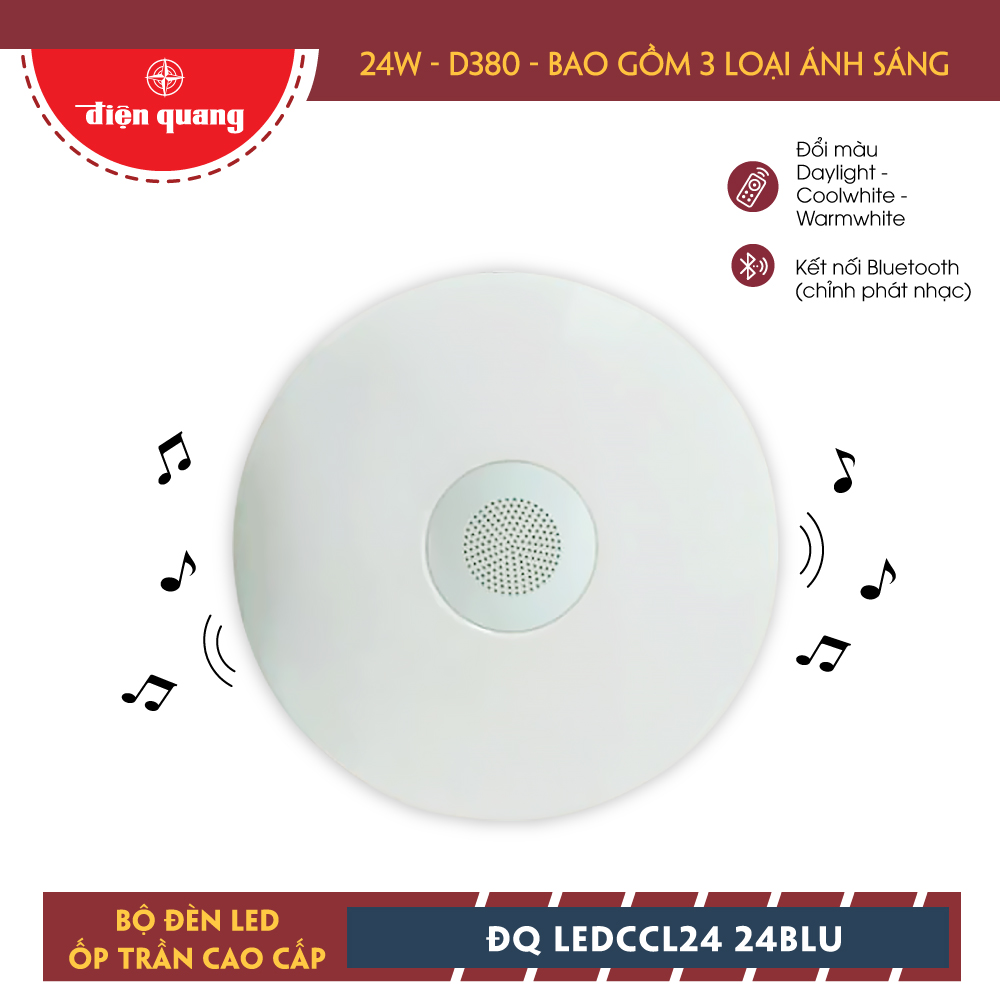 24W - D380 - BAO GỒM 3 LOẠI ÁNH SÁNG
điện quang
Đổi màu
Daylight -
Coolwhite -
Warmwhite
Kết nối Bluetooth
(chỉnh phát nhạc)
BỘ ĐÈN LED
ỐP TRẦN CAO CẤP
ĐQ LEDCCL24 24BLU